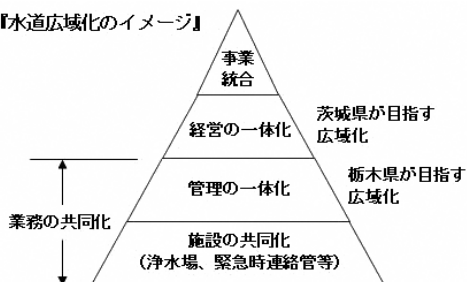 『水道広域化のイメージ』
事業
統合
経営の一体化
茨城県が目指す
広域化
管理の一体化
栃木県が目指す
広域化
業務の共同化
施設の共同化
（浄水場、緊急時連絡管等）